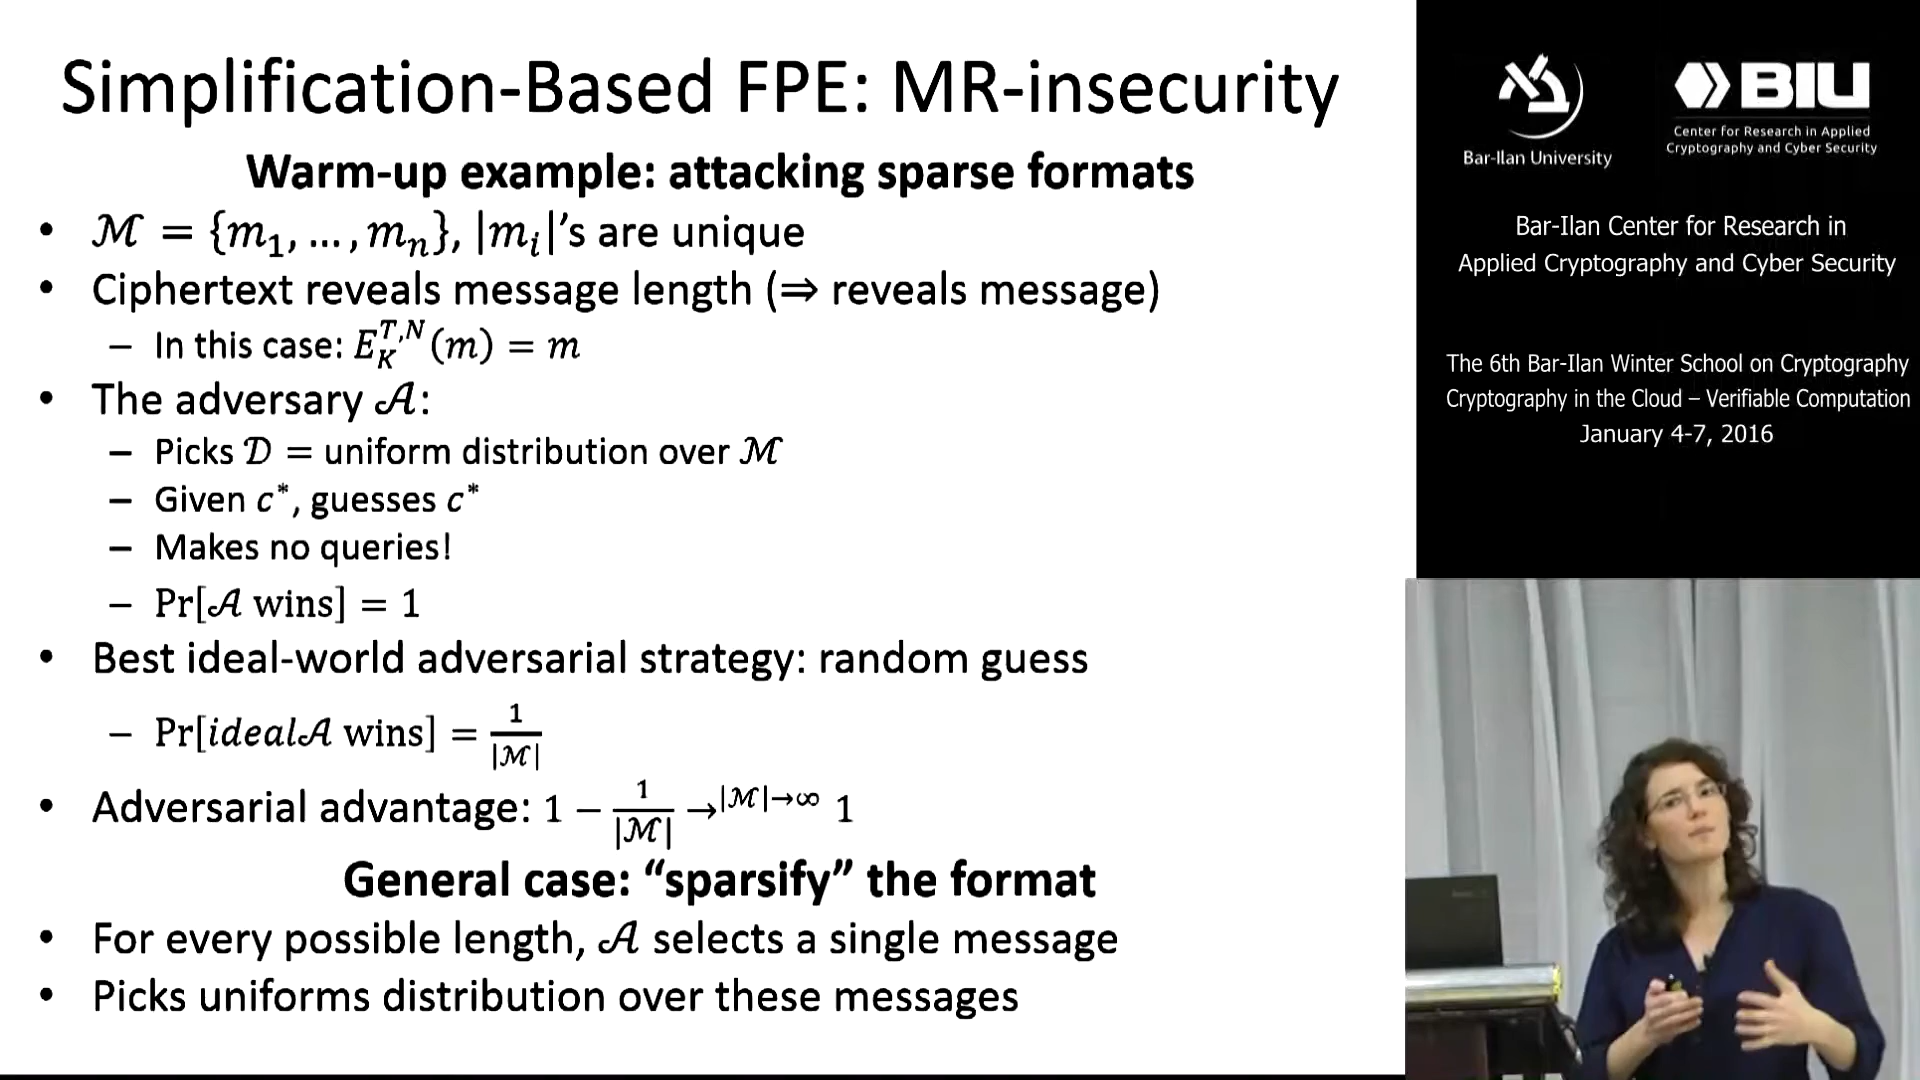 Simplification-Based FPE: MR-insecurity
Warm-up example: attacking sparse formats
• ℳ = {m₁, … , mₙ}, |mᵢ|’s are unique
• Ciphertext reveals message length (⇒ reveals message)
– In this case: E_K^{T,N}(m) = m
• The adversary 𝒜:
– Picks 𝒟 = uniform distribution over ℳ
– Given c*, guesses c*
– Makes no queries!
– Pr[𝒜 wins] = 1
• Best ideal-world adversarial strategy: random guess
– Pr[ideal𝒜 wins] = 1/|ℳ|
• Adversarial advantage: 1 − 1/|ℳ| →^{|ℳ|→∞} 1
General case: “sparsify” the format
• For every possible length, 𝒜 selects a single message
• Picks uniforms distribution over these messages
Bar-Ilan University
BIU
Center for Research in Applied
Cryptography and Cyber Security
Bar-Ilan Center for Research in
Applied Cryptography and Cyber Security
The 6th Bar-Ilan Winter School on Cryptography
Cryptography in the Cloud – Verifiable Computation
January 4-7, 2016